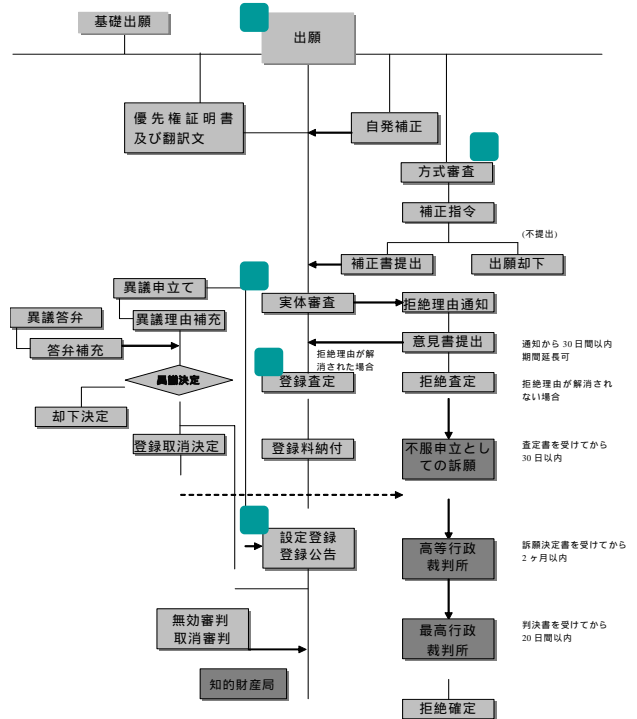 基礎出願
出願
優先権証明書
及び翻訳文
自発補正
方式審査
補正指令
(不提出)
補正書提出
出願却下
異議申立て
実体審査
拒絶理由通知
異議答弁
異議理由補充
答弁補充
意見書提出
通知から 30 日間以内
期間延長可
拒絶理由が解
消された場合
異議決定
登録査定
拒絶査定
拒絶理由が解消され
ない場合
却下決定
登録取消決定
登録料納付
不服申立とし
ての訴願
査定書を受けてから
30 日以内
設定登録
登録公告
高等行政
裁判所
訴願決定書を受けてから
2 ヶ月以内
無効審判
取消審判
最高行政
裁判所
判決書を受けてから
20 日間以内
知的財産局
拒絶確定